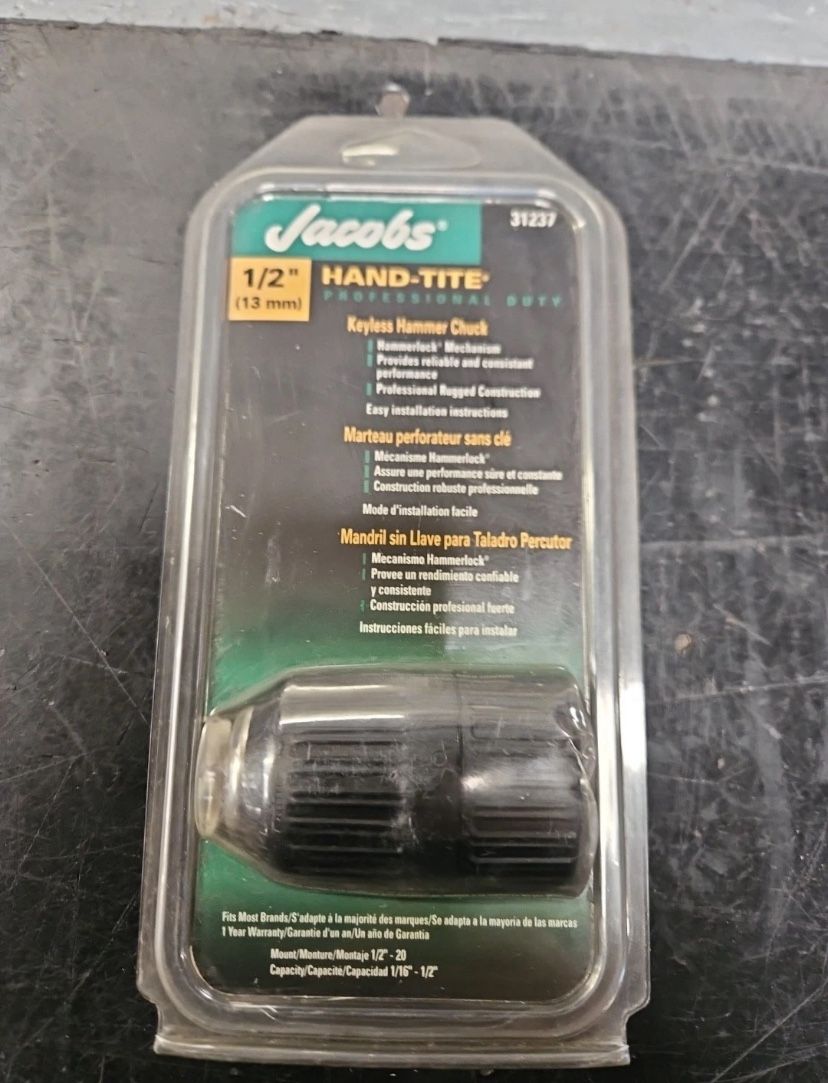 Jacobs®
31237
1/2"
(13 mm)
HAND-TITE®
PROFESSIONAL DUTY
Keyless Hammer Chuck
Hammerlock® Mechanism
Provides reliable and consistant
performance
Professional Rugged Construction
Easy installation instructions
Marteau perforateur sans clé
Mécanisme Hammerlock®
Assure une performance sûre et constante
Construction robuste professionnelle
Mode d'installation facile
Mandril sin Llave para Taladro Percutor
Mecanismo Hammerlock®
Provee un rendimiento confiable
y consistente
Construcción profesional fuerte
Instrucciones fáciles para instalar
Fits Most Brands/S'adapte à la majorité des marques/Se adapta a la mayoria de las marcas
1 Year Warranty/Garantie d'un an/Un año de Garantia
Mount/Monture/Montaje 1/2" - 20
Capacity/Capacité/Capacidad 1/16" - 1/2"